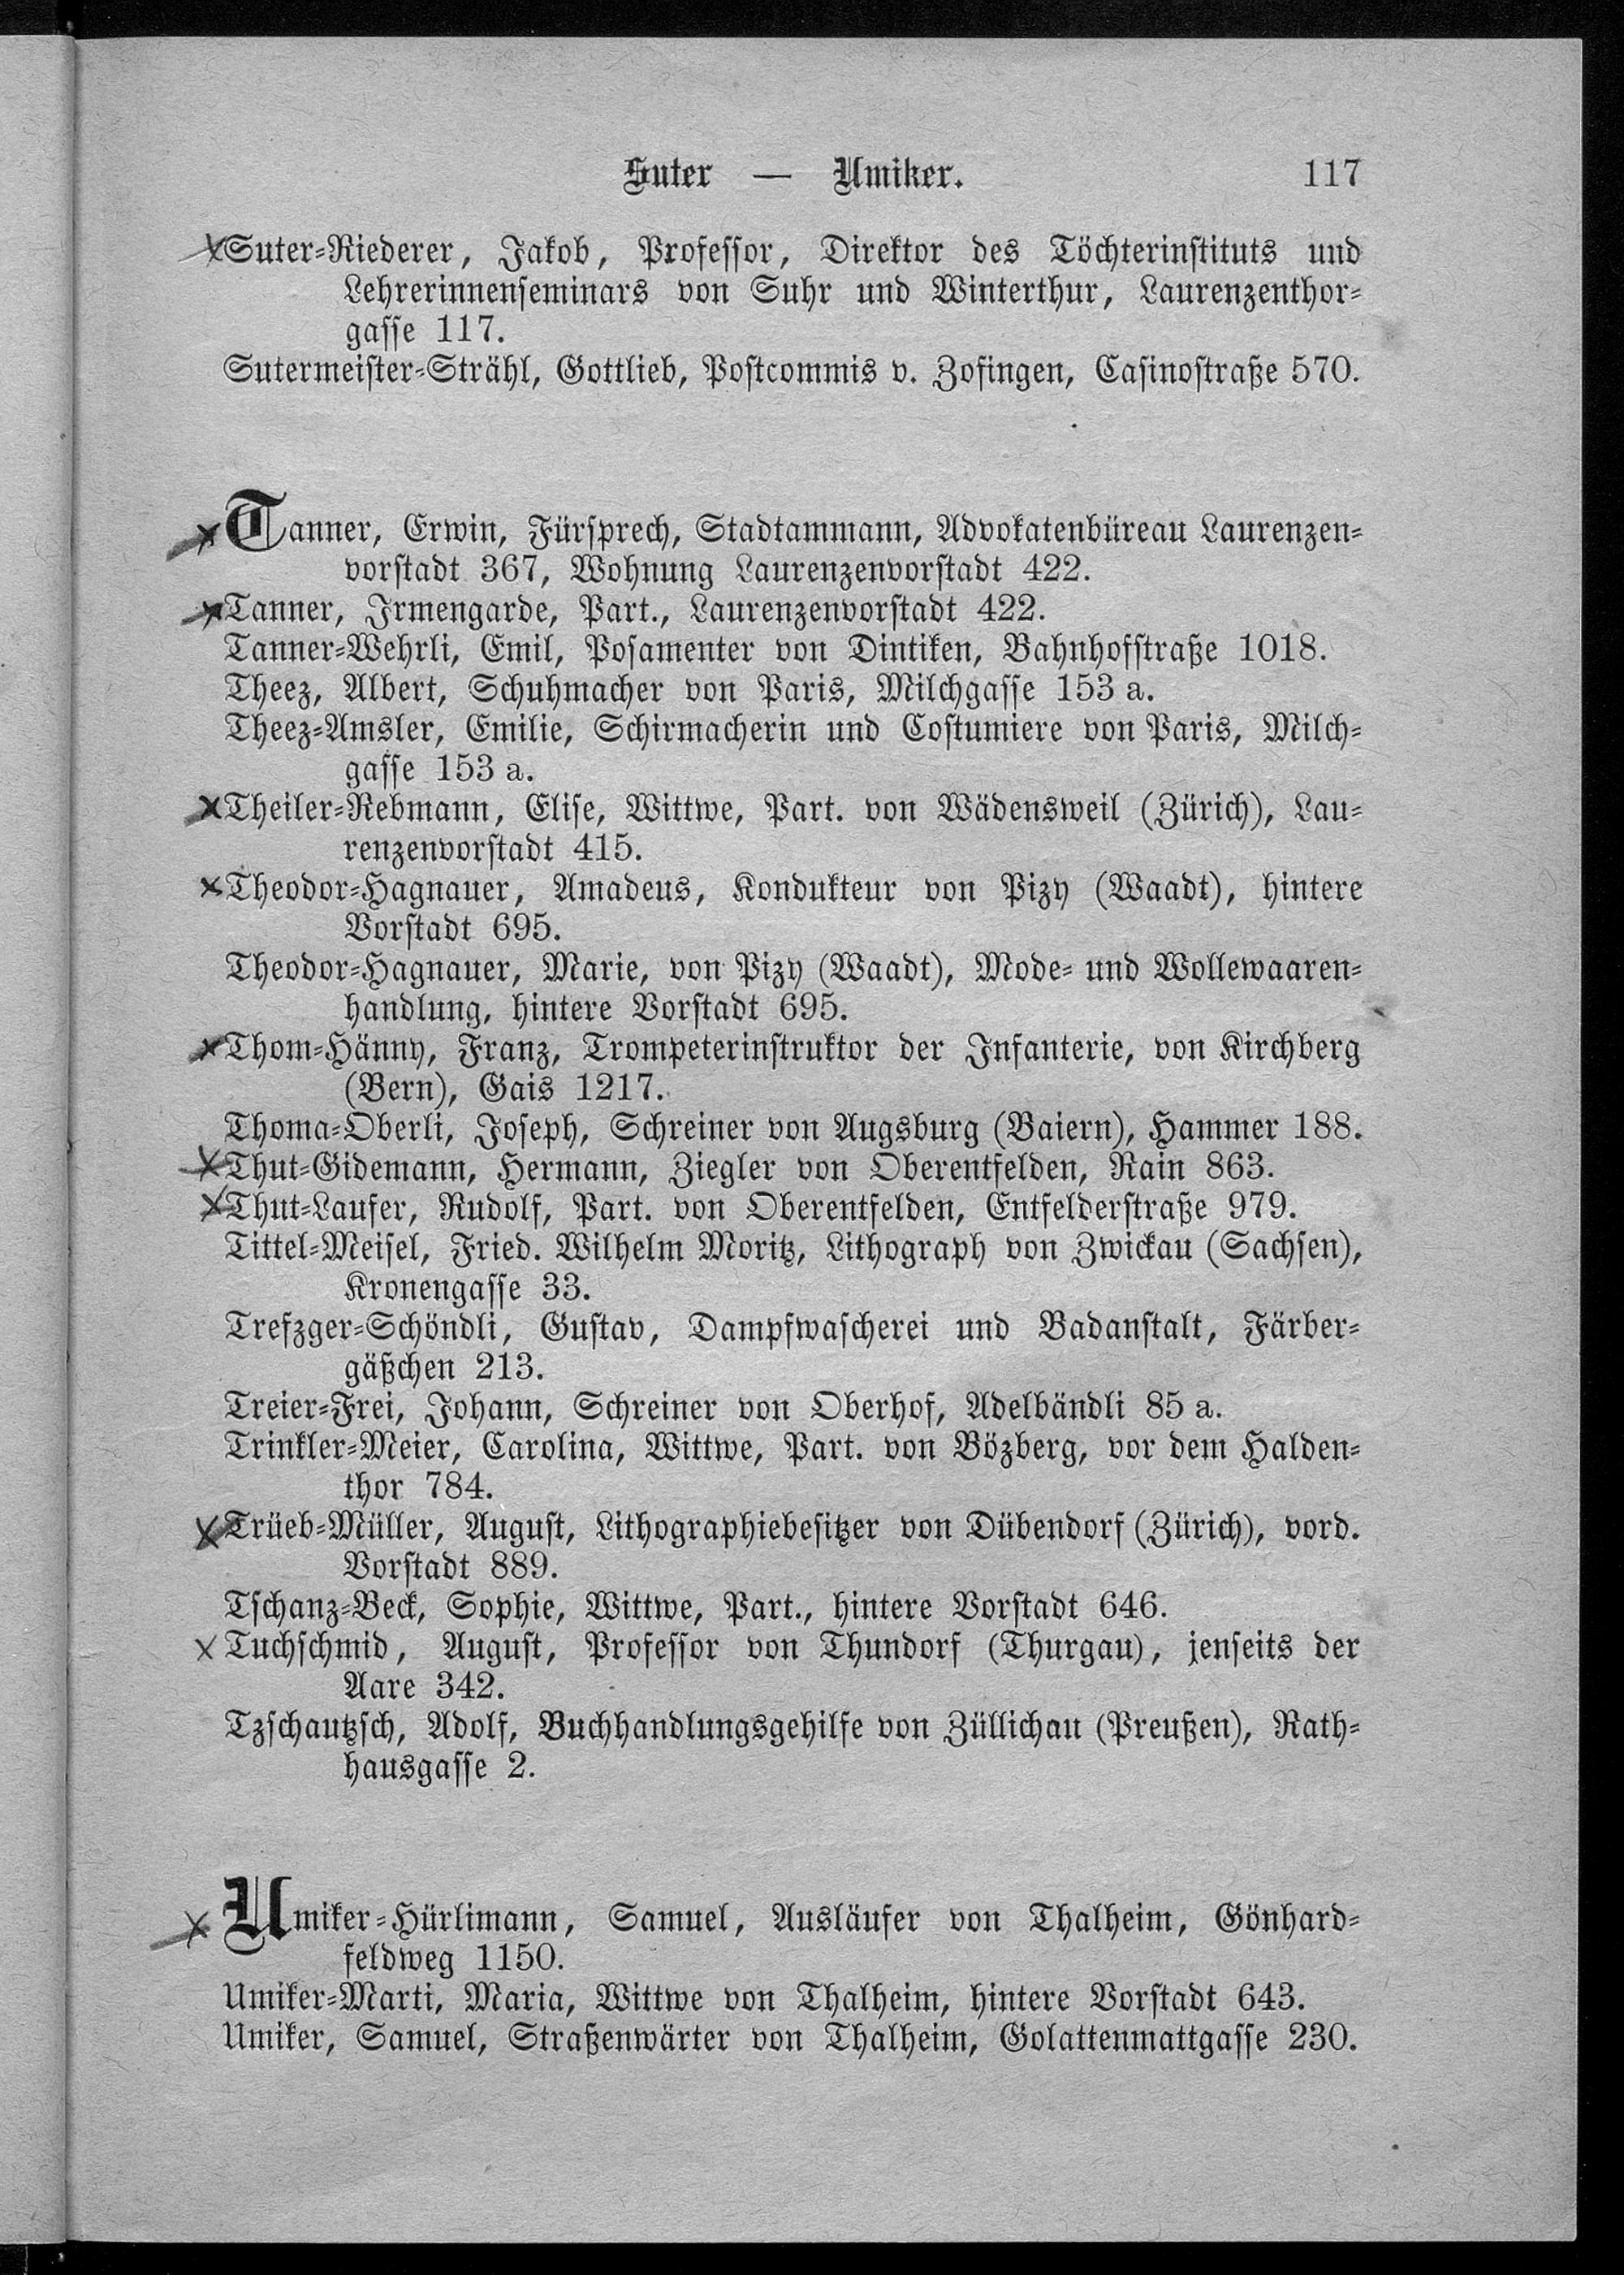 Suter — Umiker. 117
Suter-Riederer, Jakob, Professor, Direktor des Töchterinstituts und
Lehrerinnenseminars von Suhr und Winterthur, Laurenzenthor-
gasse 117.
Sutermeister-Strähl, Gottlieb, Postcommis v. Zofingen, Casinostraße 570.
Tanner, Erwin, Fürsprech, Stadtammann, Advokatenbüreau Laurenzen-
vorstadt 367, Wohnung Laurenzenvorstadt 422.
Tanner, Irmengarde, Part., Laurenzenvorstadt 422.
Tanner-Wehrli, Emil, Posamenter von Dintiken, Bahnhofstraße 1018.
Theez, Albert, Schuhmacher von Paris, Milchgasse 153 a.
Theez-Amsler, Emilie, Schirmacherin und Costumiere von Paris, Milch-
gasse 153 a.
Theiler-Rebmann, Elise, Wittwe, Part. von Wädensweil (Zürich), Lau-
renzenvorstadt 415.
Theodor-Hagnauer, Amadeus, Kondukteur von Pizy (Waadt), hintere
Vorstadt 695.
Theodor-Hagnauer, Marie, von Pizy (Waadt), Mode- und Wollewaaren-
handlung, hintere Vorstadt 695.
Thom-Hänny, Franz, Trompeterinstruktor der Infanterie, von Kirchberg
(Bern), Gais 1217.
Thoma-Oberli, Joseph, Schreiner von Augsburg (Baiern), Hammer 188.
Thut-Gidemann, Hermann, Ziegler von Oberentfelden, Rain 863.
Thut-Laufer, Rudolf, Part. von Oberentfelden, Entfelderstraße 979.
Tittel-Meisel, Fried. Wilhelm Moritz, Lithograph von Zwickau (Sachsen),
Kronengasse 33.
Trefzger-Schöndli, Gustav, Dampfwascherei und Badanstalt, Färber-
gäßchen 213.
Treier-Frei, Johann, Schreiner von Oberhof, Adelbändli 85 a.
Trinkler-Meier, Carolina, Wittwe, Part. von Bözberg, vor dem Halden-
thor 784.
Trüeb-Müller, August, Lithographiebesitzer von Dübendorf (Zürich), vord.
Vorstadt 889.
Tschanz-Beck, Sophie, Wittwe, Part., hintere Vorstadt 646.
Tuchschmid, August, Professor von Thundorf (Thurgau), jenseits der
Aare 342.
Tzschautzsch, Adolf, Buchhandlungsgehilfe von Züllichau (Preußen), Rath-
hausgasse 2.
Umiker-Hürlimann, Samuel, Ausläufer von Thalheim, Gönhard-
feldweg 1150.
Umiker-Marti, Maria, Wittwe von Thalheim, hintere Vorstadt 643.
Umiker, Samuel, Straßenwärter von Thalheim, Golattenmattgasse 230.